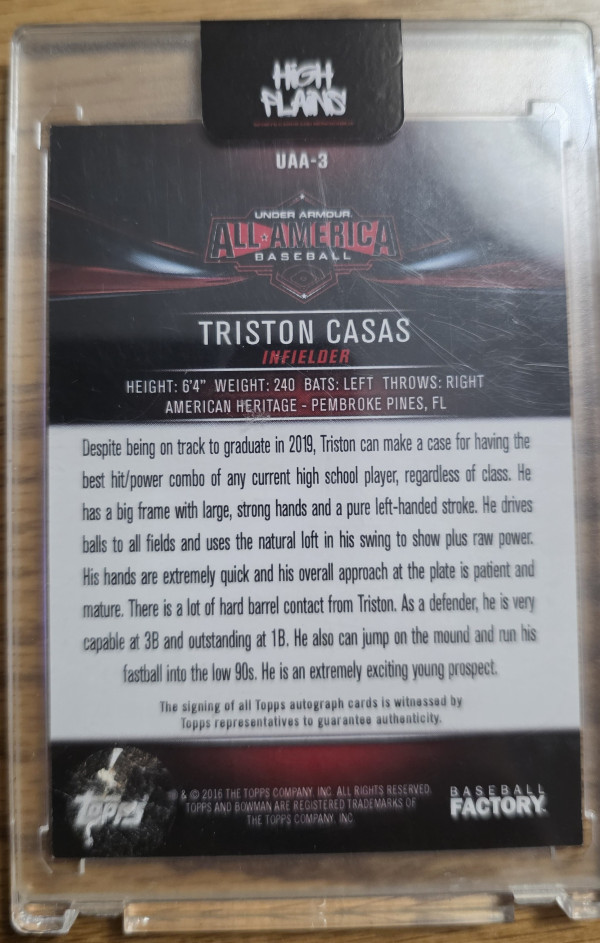 HIGH
PLAINS
UAA-3
UNDER ARMOUR
ALL AMERICA
BASEBALL
TRISTON CASAS
INFIELDER
HEIGHT: 6'4" WEIGHT: 240 BATS: LEFT THROWS: RIGHT
AMERICAN HERITAGE - PEMBROKE PINES, FL
Despite being on track to graduate in 2019, Triston can make a case for having the
best hit/power combo of any current high school player, regardless of class. He
has a big frame with large, strong hands and a pure left-handed stroke. He drives
balls to all fields and uses the natural loft in his swing to show plus raw power.
His hands are extremely quick and his overall approach at the plate is patient and
mature. There is a lot of hard barrel contact from Triston. As a defender, he is very
capable at 3B and outstanding at 1B. He also can jump on the mound and run his
fastball into the low 90s. He is an extremely exciting young prospect.
The signing of all Topps autograph cards is witnessed by
Topps representatives to guarantee authenticity.
TOPPS
® & © 2016 THE TOPPS COMPANY, INC. ALL RIGHTS RESERVED.
TOPPS AND BOWMAN ARE REGISTERED TRADEMARKS OF
THE TOPPS COMPANY, INC.
BASEBALL
FACTORY